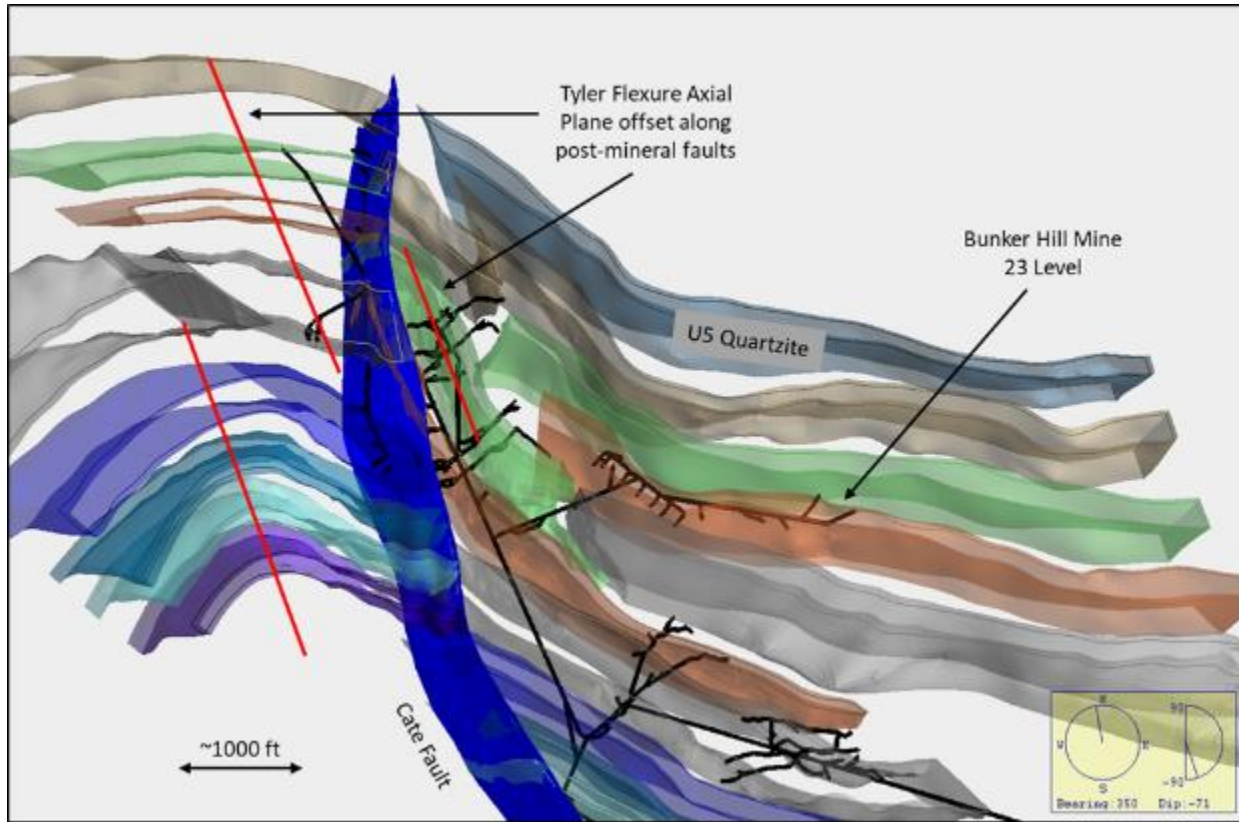 Tyler Flexure Axial
Plane offset along
post-mineral faults
Bunker Hill Mine
23 Level
U5 Quartzite
Cate Fault
~1000 ft
N
W
E
S
90
-90
Bearing:350 Dip:-71